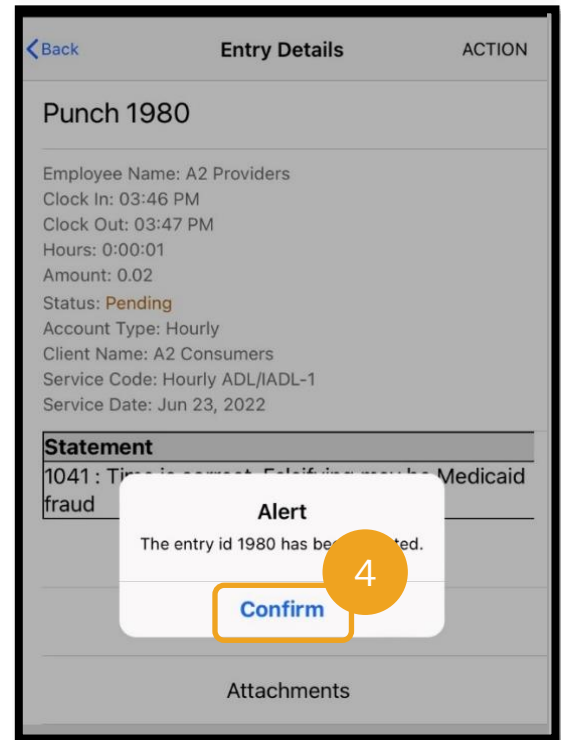 Back Entry Details ACTION
Punch 1980
Employee Name: A2 Providers
Clock In: 03:46 PM
Clock Out: 03:47 PM
Hours: 0:00:01
Amount: 0.02
Status: Pending
Account Type: Hourly
Client Name: A2 Consumers
Service Code: Hourly ADL/IADL-1
Service Date: Jun 23, 2022
Statement
1041 : Time is correct. Falsifying may be Medicaid
fraud
Alert
The entry id 1980 has
4
Confirm
Attachments